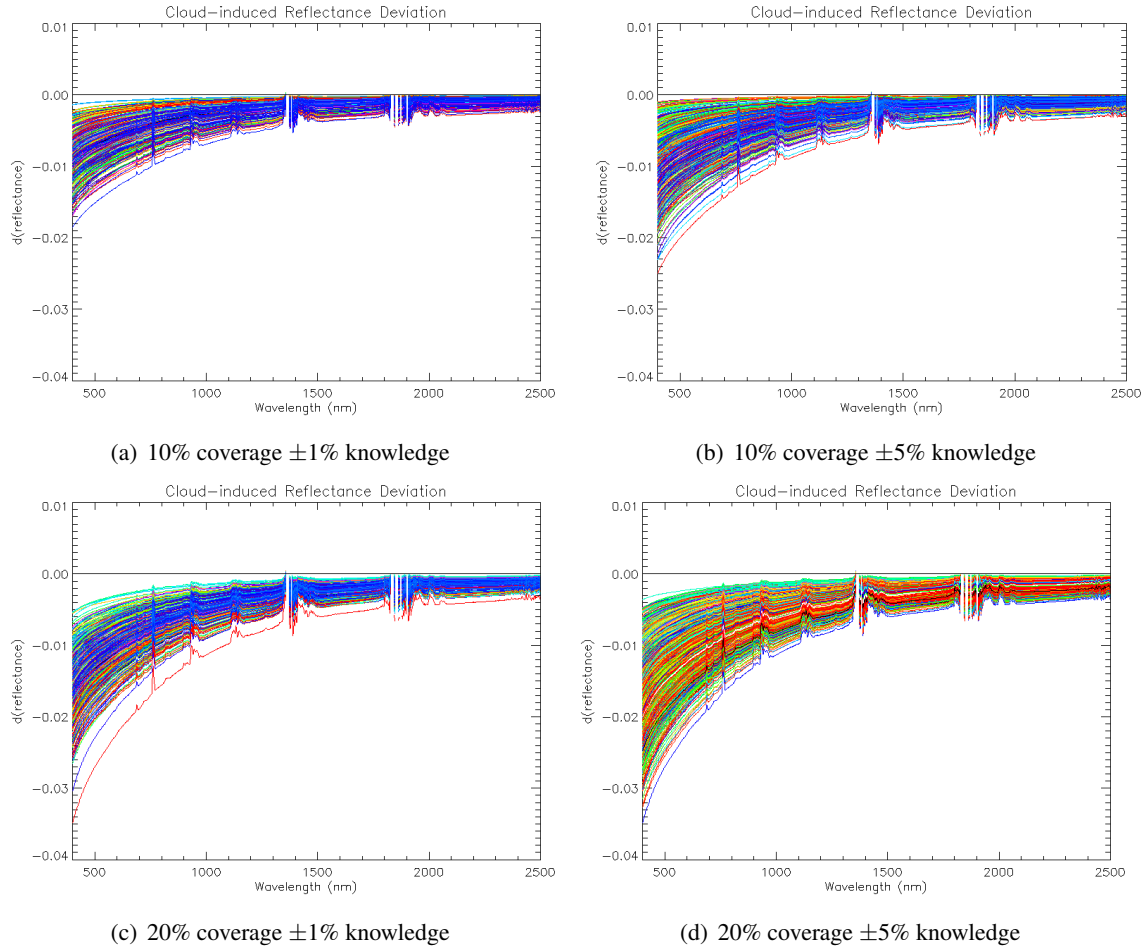 Cloud-induced Reflectance Deviation
0.01
0.00
-0.01
-0.02
-0.03
-0.04
d(reflectance)
500 1000 1500 2000 2500
Wavelength (nm)
(a) 10% coverage ±1% knowledge
Cloud-induced Reflectance Deviation
0.01
0.00
-0.01
-0.02
-0.03
-0.04
d(reflectance)
500 1000 1500 2000 2500
Wavelength (nm)
(b) 10% coverage ±5% knowledge
Cloud-induced Reflectance Deviation
0.01
0.00
-0.01
-0.02
-0.03
-0.04
d(reflectance)
500 1000 1500 2000 2500
Wavelength (nm)
(c) 20% coverage ±1% knowledge
Cloud-induced Reflectance Deviation
0.01
0.00
-0.01
-0.02
-0.03
-0.04
d(reflectance)
500 1000 1500 2000 2500
Wavelength (nm)
(d) 20% coverage ±5% knowledge